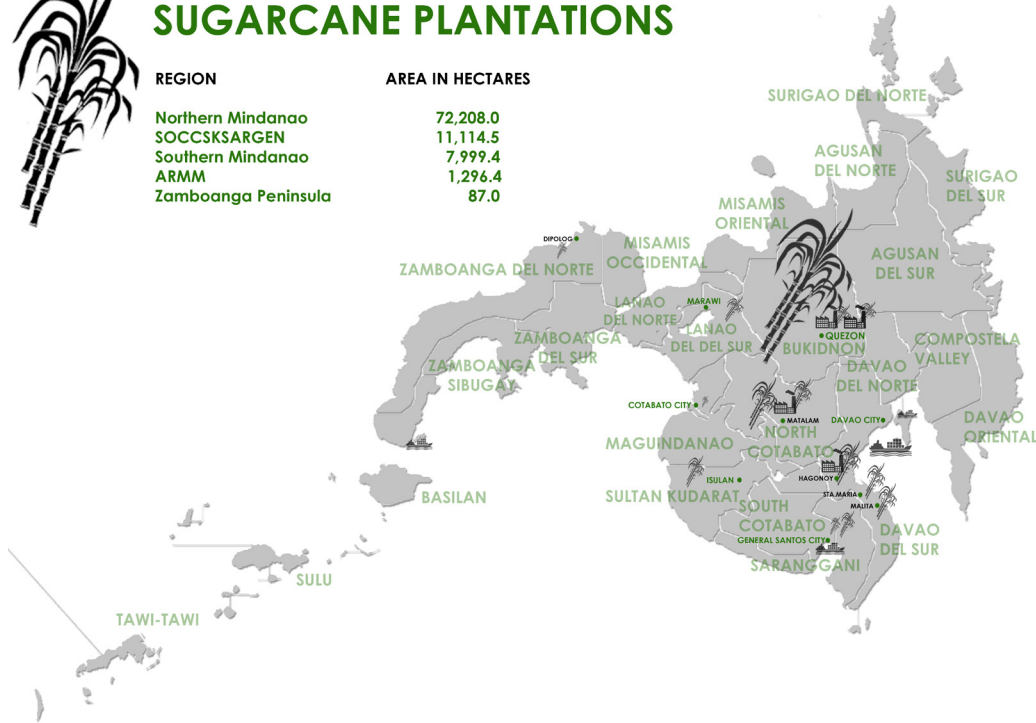 SUGARCANE PLANTATIONS
REGION AREA IN HECTARES
Northern Mindanao 72,208.0
SOCCSKSARGEN 11,114.5
Southern Mindanao 7,999.4
ARMM 1,296.4
Zamboanga Peninsula 87.0
SURIGAO DEL NORTE
AGUSAN
DEL NORTE
SURIGAO
DEL SUR
MISAMIS
ORIENTAL
DIPOLOG
MISAMIS
OCCIDENTAL
ZAMBOANGA DEL NORTE
AGUSAN
DEL SUR
MARAWI
LANAO
DEL NORTE
LANAO
DEL DEL SUR
QUEZON
BUKIDNON
ZAMBOANGA
DEL SUR
COMPOSTELA
VALLEY
ZAMBOANGA
SIBUGAY
DAVAO
DEL NORTE
COTABATO CITY
MATALAM
DAVAO CITY
DAVAO
ORIENTAL
NORTH
COTABATO
MAGUINDANAO
HAGONOY
ISULAN
STA.MARIA
SULTAN KUDARAT
MALITA
BASILAN
SOUTH
COTABATO
GENERAL SANTOS CITY
DAVAO
DEL SUR
SARANGGANI
SULU
TAWI-TAWI